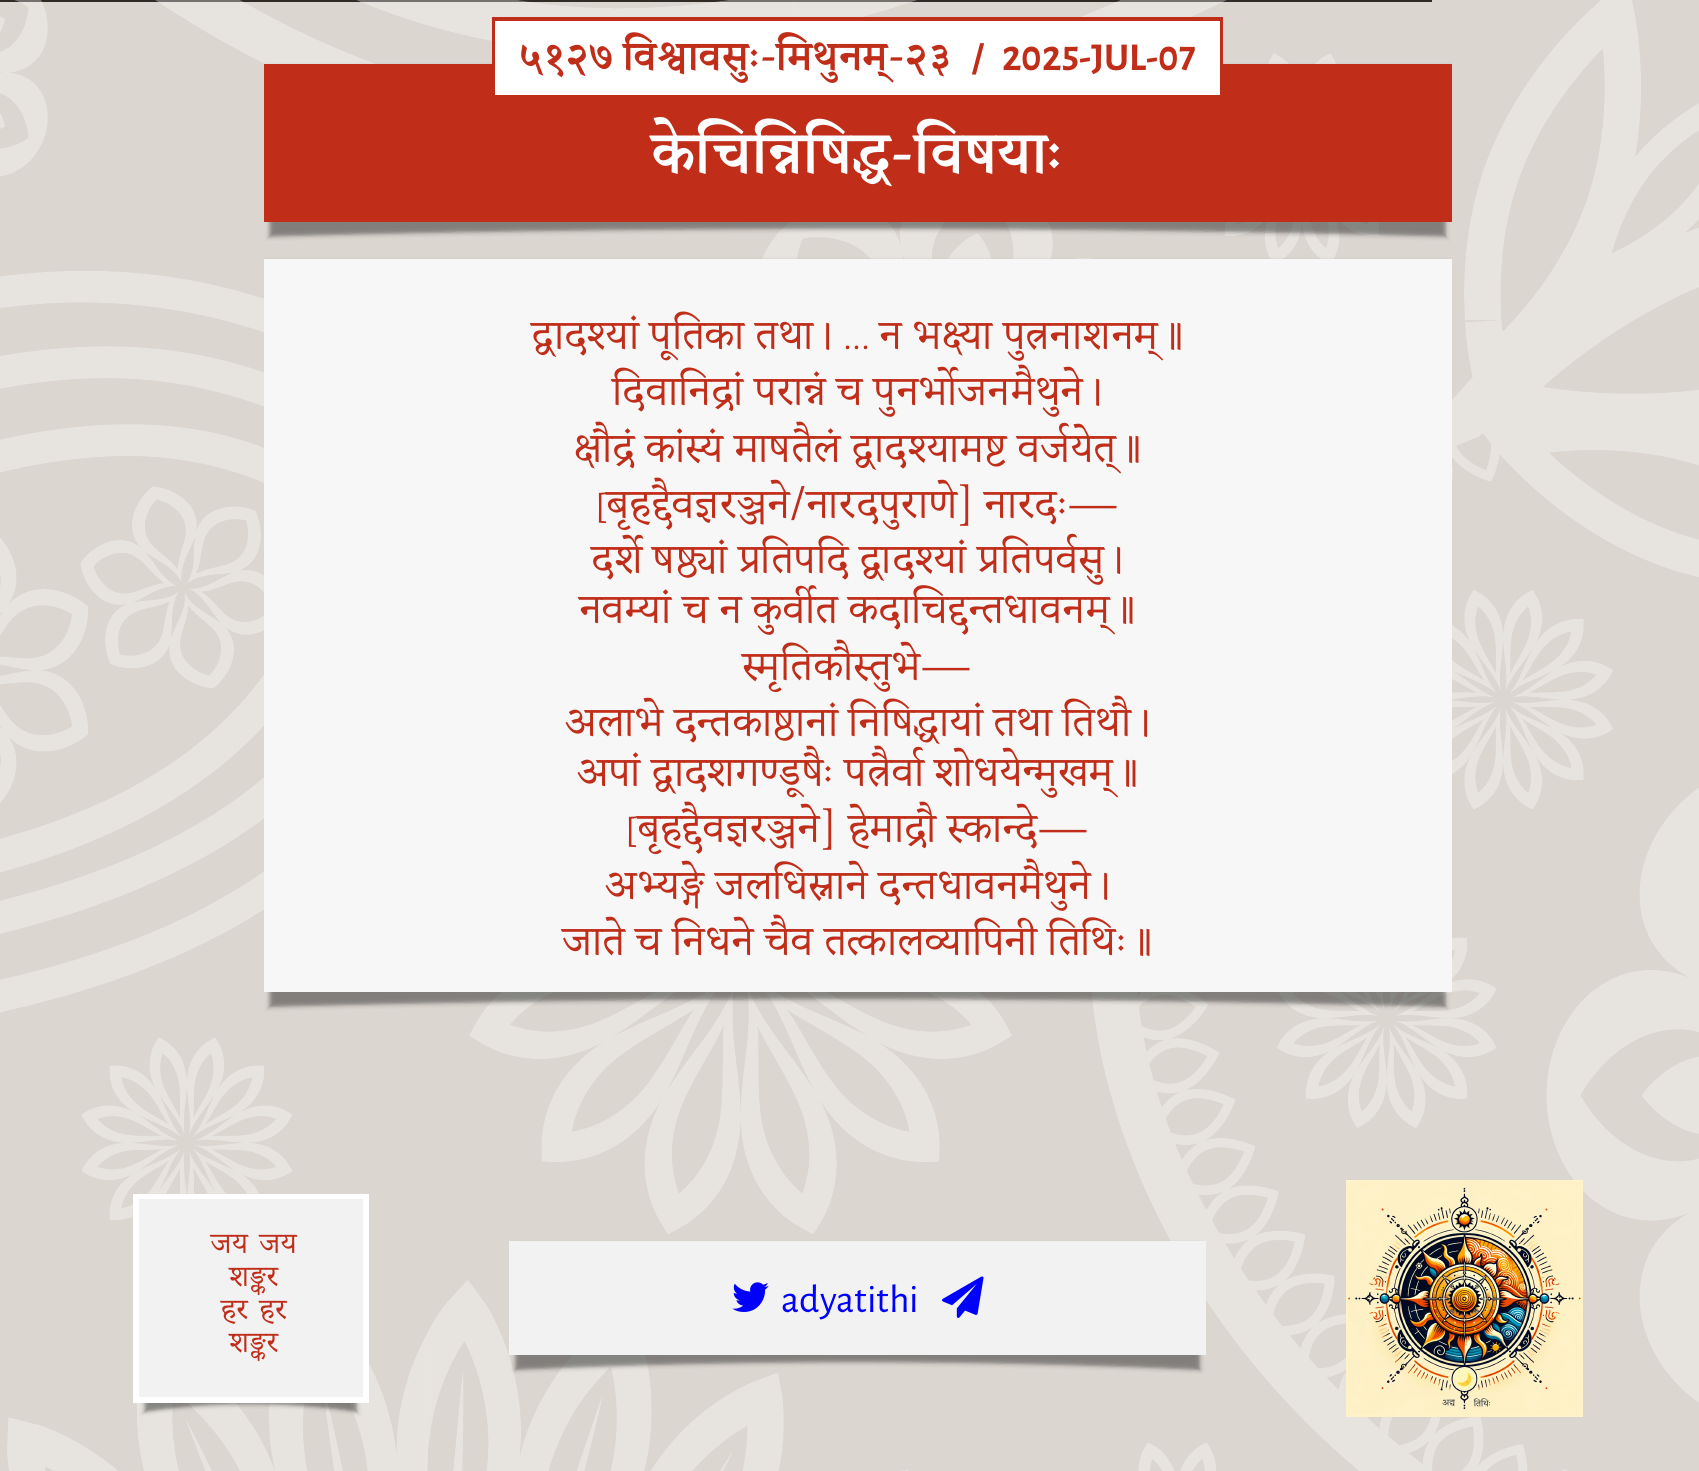 ५१२७ विश्वावसुः-मिथुनम्-२३ / 2025-JUL-07
केचिन्निषिद्ध-विषयाः
द्वादश्यां पूतिका तथा। … न भक्ष्या पुत्रनाशनम्॥
दिवानिद्रां परान्नं च पुनर्भोजनमैथुने।
क्षौद्रं कांस्यं माषतैलं द्वादश्यामष्ट वर्जयेत्॥
[बृहद्दैवज्ञरञ्जने/नारदपुराणे] नारदः—
दर्शे षष्ठ्यां प्रतिपदि द्वादश्यां प्रतिपर्वसु।
नवम्यां च न कुर्वीत कदाचिद्दन्तधावनम्॥
स्मृतिकौस्तुभे—
अलाभे दन्तकाष्ठानां निषिद्धायां तथा तिथौ।
अपां द्वादशगण्डूषैः पत्रैर्वा शोधयेन्मुखम्॥
[बृहद्दैवज्ञरञ्जने] हेमाद्रौ स्कान्दे—
अभ्यङ्गे जलधिस्नाने दन्तधावनमैथुने।
जाते च निधने चैव तत्कालव्यापिनी तिथिः॥
जय जय
शङ्कर
हर हर
शङ्कर
adyatithi
अद्य तिथिः